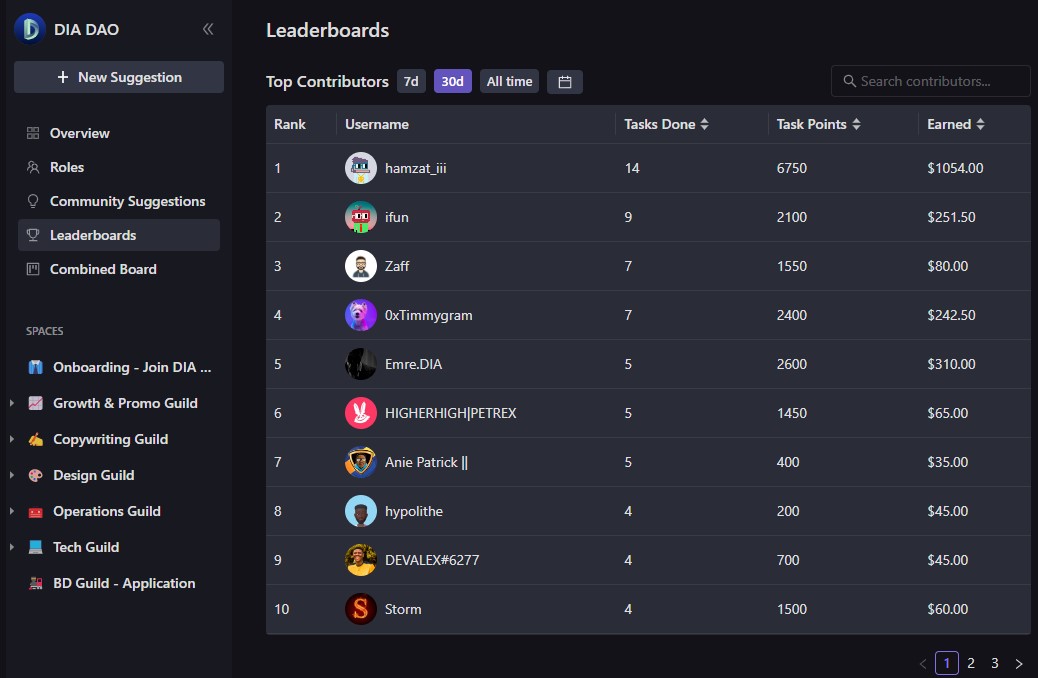 DIA DAO
+ New Suggestion
Overview
Roles
Community Suggestions
Leaderboards
Combined Board
SPACES
Onboarding - Join DIA ...
Growth & Promo Guild
Copywriting Guild
Design Guild
Operations Guild
Tech Guild
BD Guild - Application
Leaderboards
Top Contributors 7d 30d All time Search contributors...
Rank Username Tasks Done Task Points Earned
1 hamzat_iii 14 6750 $1054.00
2 ifun 9 2100 $251.50
3 Zaff 7 1550 $80.00
4 0xTimmygram 7 2400 $242.50
5 Emre.DIA 5 2600 $310.00
6 HIGHERHIGH|PETREX 5 1450 $65.00
7 Anie Patrick || 5 400 $35.00
8 hypolithe 4 200 $45.00
9 DEVALEX#6277 4 700 $45.00
10 S Storm 4 1500 $60.00
< 1 2 3 >